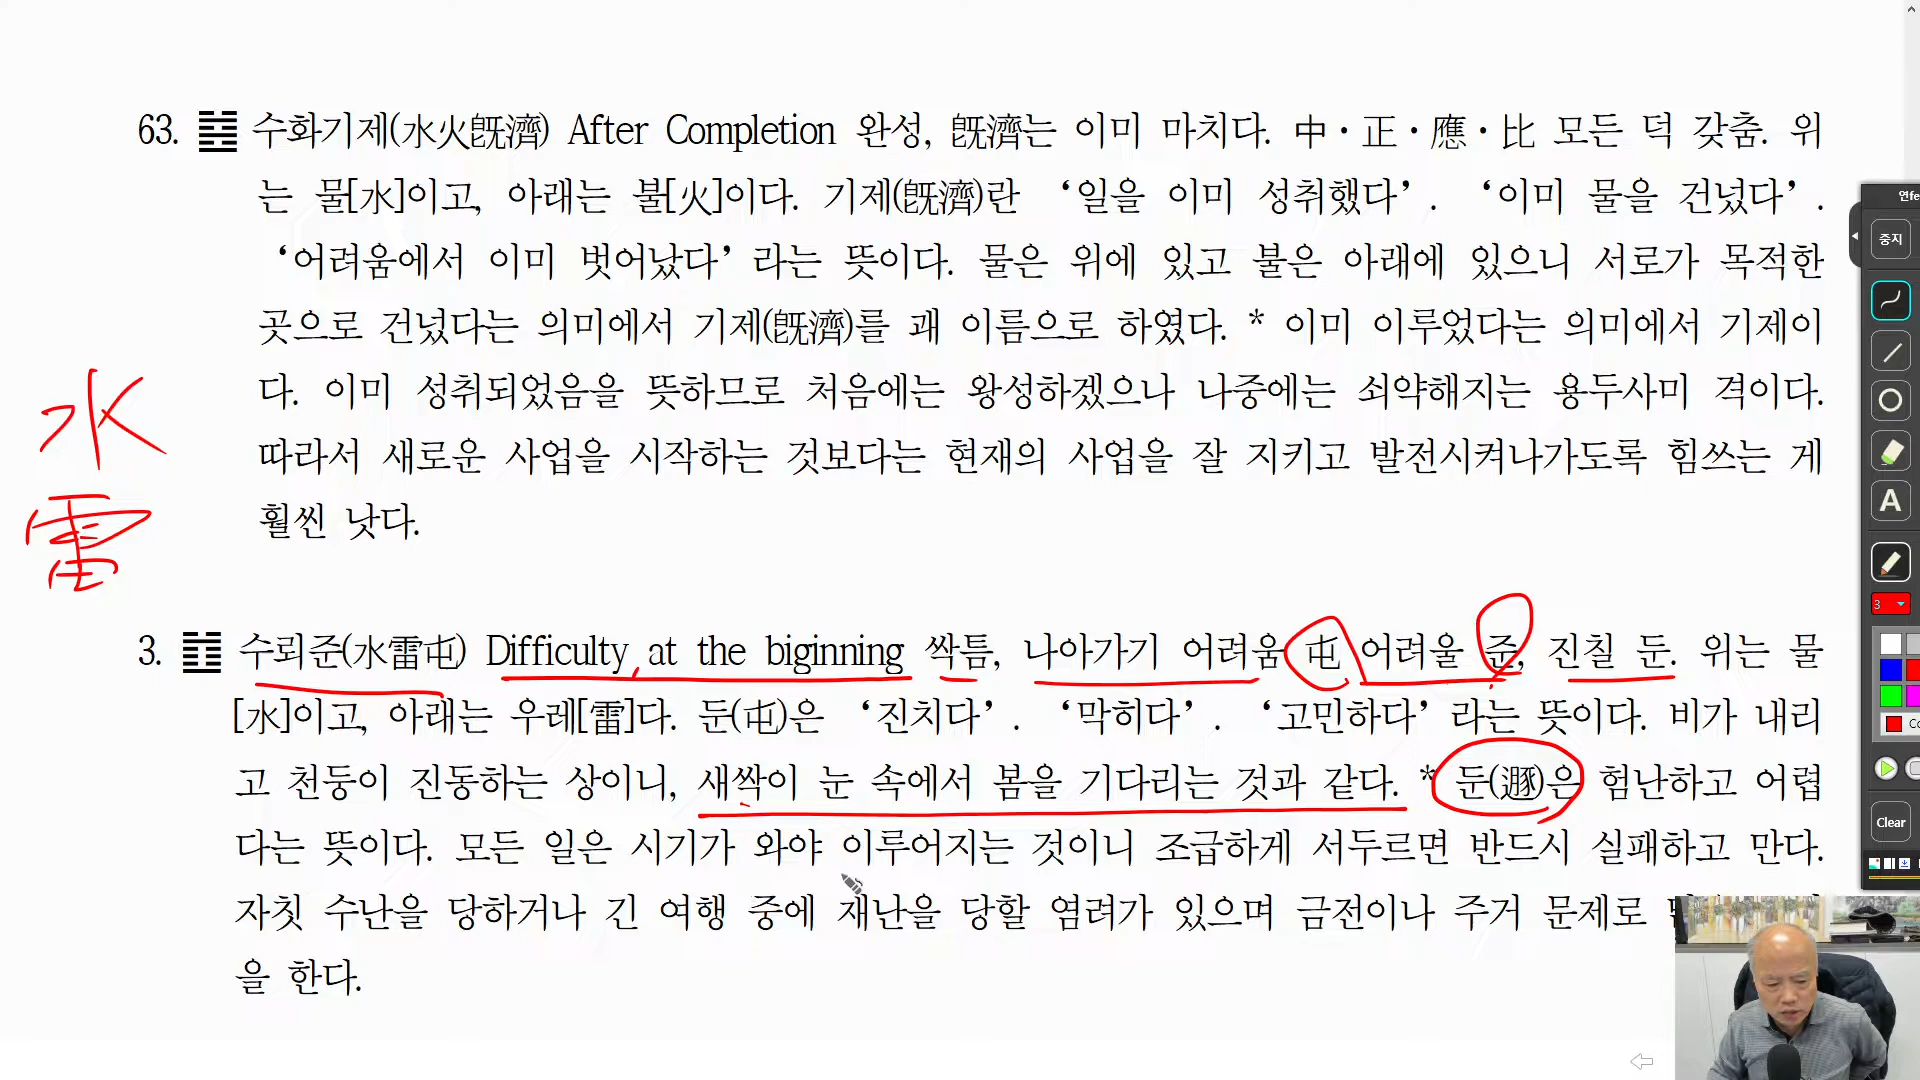 63. ䷾ 수화기제(水火旣濟) After Completion 완성, 旣濟는 이미 마치다. 中·正·應·比 모든 덕 갖춤. 위
는 물[水]이고, 아래는 불[火]이다. 기제(旣濟)란 ‘일을 이미 성취했다’. ‘이미 물을 건넜다’.
‘어려움에서 이미 벗어났다’라는 뜻이다. 물은 위에 있고 불은 아래에 있으니 서로가 목적한
곳으로 건넜다는 의미에서 기제(旣濟)를 괘 이름으로 하였다. * 이미 이루었다는 의미에서 기제이
다. 이미 성취되었음을 뜻하므로 처음에는 왕성하겠으나 나중에는 쇠약해지는 용두사미 격이다.
따라서 새로운 사업을 시작하는 것보다는 현재의 사업을 잘 지키고 발전시켜나가도록 힘쓰는 게
훨씬 낫다.
水
雷
3. ䷂ 수뢰준(水雷屯) Difficulty at the biginning 싹틈, 나아가기 어려움 屯 어려울 준, 진칠 둔. 위는 물
[水]이고, 아래는 우레[雷]다. 둔(屯)은 ‘진치다’. ‘막히다’. ‘고민하다’라는 뜻이다. 비가 내리
고 천둥이 진동하는 상이니, 새싹이 눈 속에서 봄을 기다리는 것과 같다. * 둔(遯)은 험난하고 어렵
다는 뜻이다. 모든 일은 시기가 와야 이루어지는 것이니 조급하게 서두르면 반드시 실패하고 만다.
자칫 수난을 당하거나 긴 여행 중에 재난을 당할 염려가 있으며 금전이나 주거 문제로
을 한다.
연fe
중지
A
3
Co
Clear